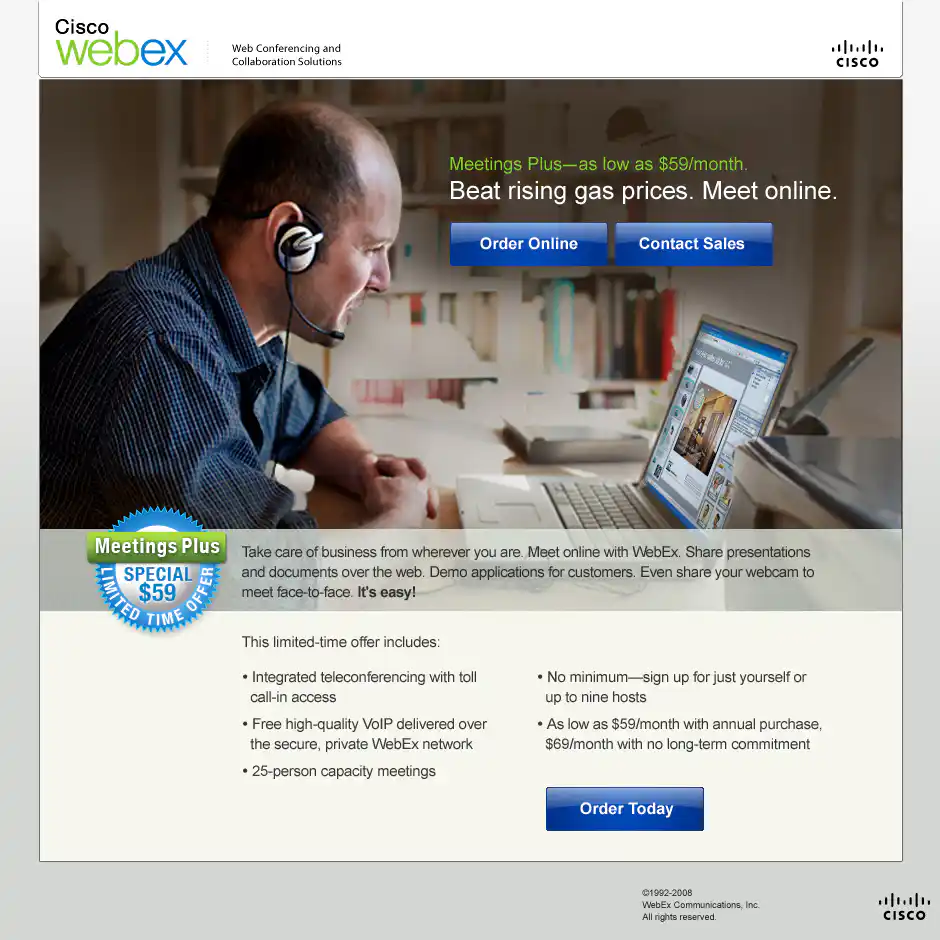 Cisco
webex
Web Conferencing and
Collaboration Solutions
CISCO
Meetings Plus—as low as $59/month.
Beat rising gas prices. Meet online.
Order Online
Contact Sales
Meetings Plus
SPECIAL
$59
LIMITED TIME OFFER
Take care of business from wherever you are. Meet online with WebEx. Share presentations
and documents over the web. Demo applications for customers. Even share your webcam to
meet face-to-face. It's easy!
This limited-time offer includes:
• Integrated teleconferencing with toll
call-in access
• Free high-quality VoIP delivered over
the secure, private WebEx network
• 25-person capacity meetings
• No minimum—sign up for just yourself or
up to nine hosts
• As low as $59/month with annual purchase,
$69/month with no long-term commitment
Order Today
©1992-2008
WebEx Communications, Inc.
All rights reserved.
CISCO